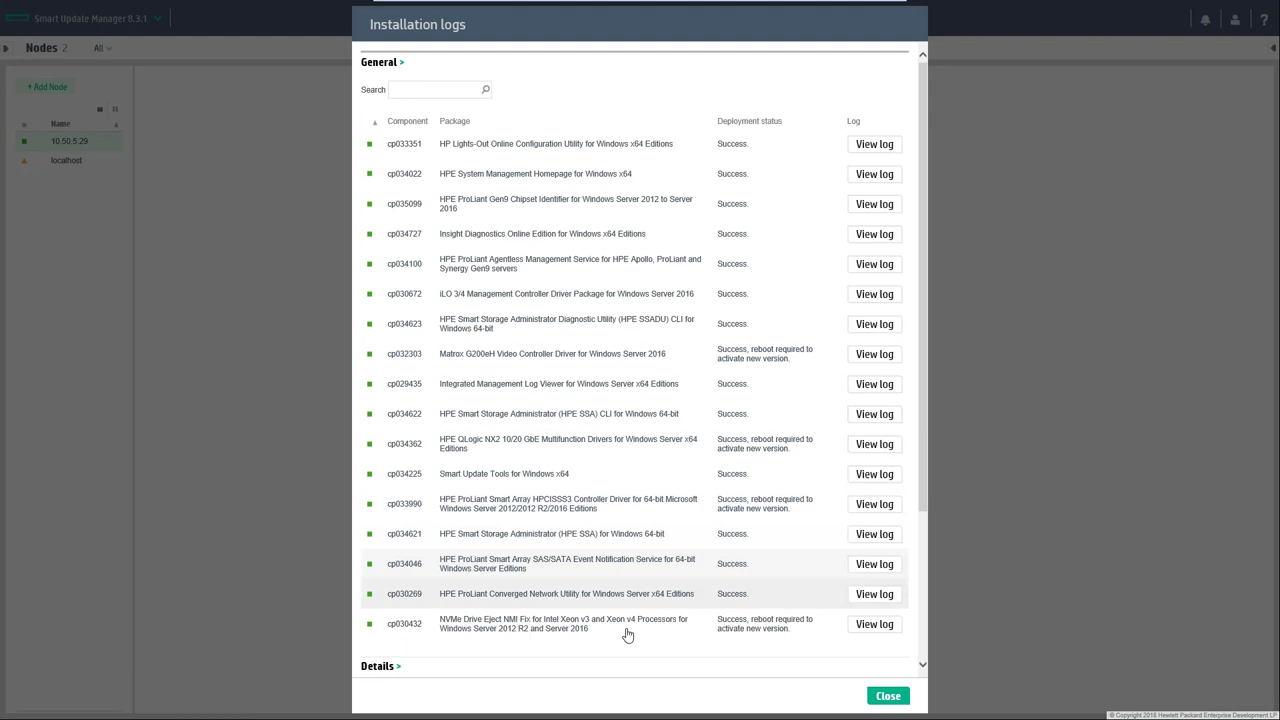 Smart Update Manager 8.3.1
Installation logs
Nodes 2
All
+ Add Node
Name
10.50.5.29
localhost
General >
Search
Component Package Deployment status Log
cp033351 HP Lights-Out Online Configuration Utility for Windows x64 Editions Success. View log
cp034022 HPE System Management Homepage for Windows x64 Success. View log
cp035099 HPE ProLiant Gen9 Chipset Identifier for Windows Server 2012 to Server Success. View log
2016
cp034727 Insight Diagnostics Online Edition for Windows x64 Editions Success. View log
cp034100 HPE ProLiant Agentless Management Service for HPE Apollo, ProLiant and Success. View log
Synergy Gen9 servers
cp030672 iLO 3/4 Management Controller Driver Package for Windows Server 2016 Success. View log
cp034623 HPE Smart Storage Administrator Diagnostic Utility (HPE SSADU) CLI for Success. View log
Windows 64-bit
cp032303 Matrox G200eH Video Controller Driver for Windows Server 2016 Success, reboot required to View log
activate new version.
cp029435 Integrated Management Log Viewer for Windows Server x64 Editions Success. View log
cp034622 HPE Smart Storage Administrator (HPE SSA) CLI for Windows 64-bit Success. View log
cp034362 HPE QLogic NX2 10/20 GbE Multifunction Drivers for Windows Server x64 Success, reboot required to View log
Editions activate new version.
cp034225 Smart Update Tools for Windows x64 Success. View log
cp033990 HPE ProLiant Smart Array HPCISSS3 Controller Driver for 64-bit Microsoft Success, reboot required to View log
Windows Server 2012/2012 R2/2016 Editions activate new version.
cp034621 HPE Smart Storage Administrator (HPE SSA) for Windows 64-bit Success. View log
cp034046 HPE ProLiant Smart Array SAS/SATA Event Notification Service for 64-bit Success. View log
Windows Server Editions
cp030269 HPE ProLiant Converged Network Utility for Windows Server x64 Editions Success. View log
cp030432 NVMe Drive Eject NMI Fix for Intel Xeon v3 and Xeon v4 Processors for Success, reboot required to View log
Windows Server 2012 R2 and Server 2016 activate new version.
Details >
Close
© Copyright 2018 Hewlett Packard Enterprise Development LP